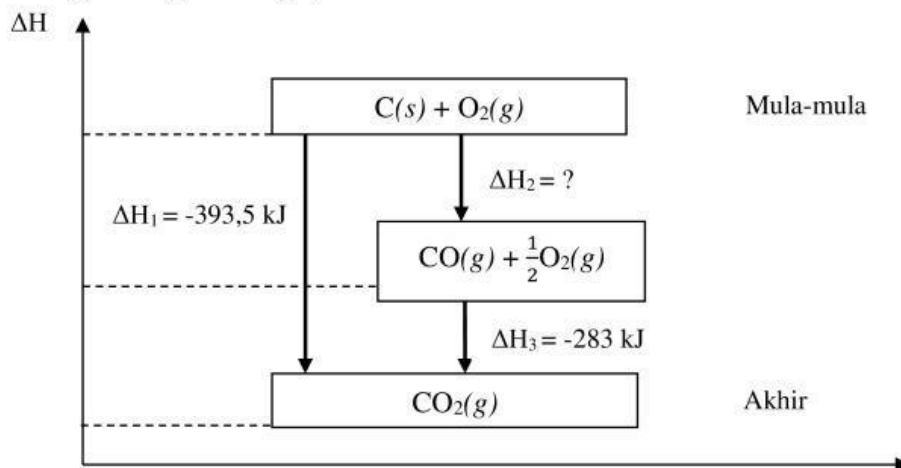 ΔH
C(s) + O₂(g)
Mula-mula
ΔH₂ = ?
ΔH₁ = -393,5 kJ
CO(g) + ½O₂(g)
ΔH₃ = -283 kJ
CO₂(g)
Akhir